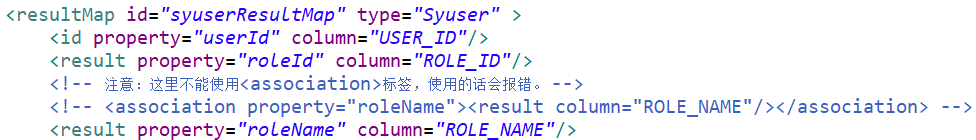 <resultMap id="syuserResultMap" type="Syuser" >
<id property="userId" column="USER_ID"/>
<result property="roleId" column="ROLE_ID"/>
<!-- 注意：这里不能使用<association>标签，使用的话会报错。-->
<!-- <association property="roleName"><result column="ROLE_NAME"/></association> -->
<result property="roleName" column="ROLE_NAME"/>